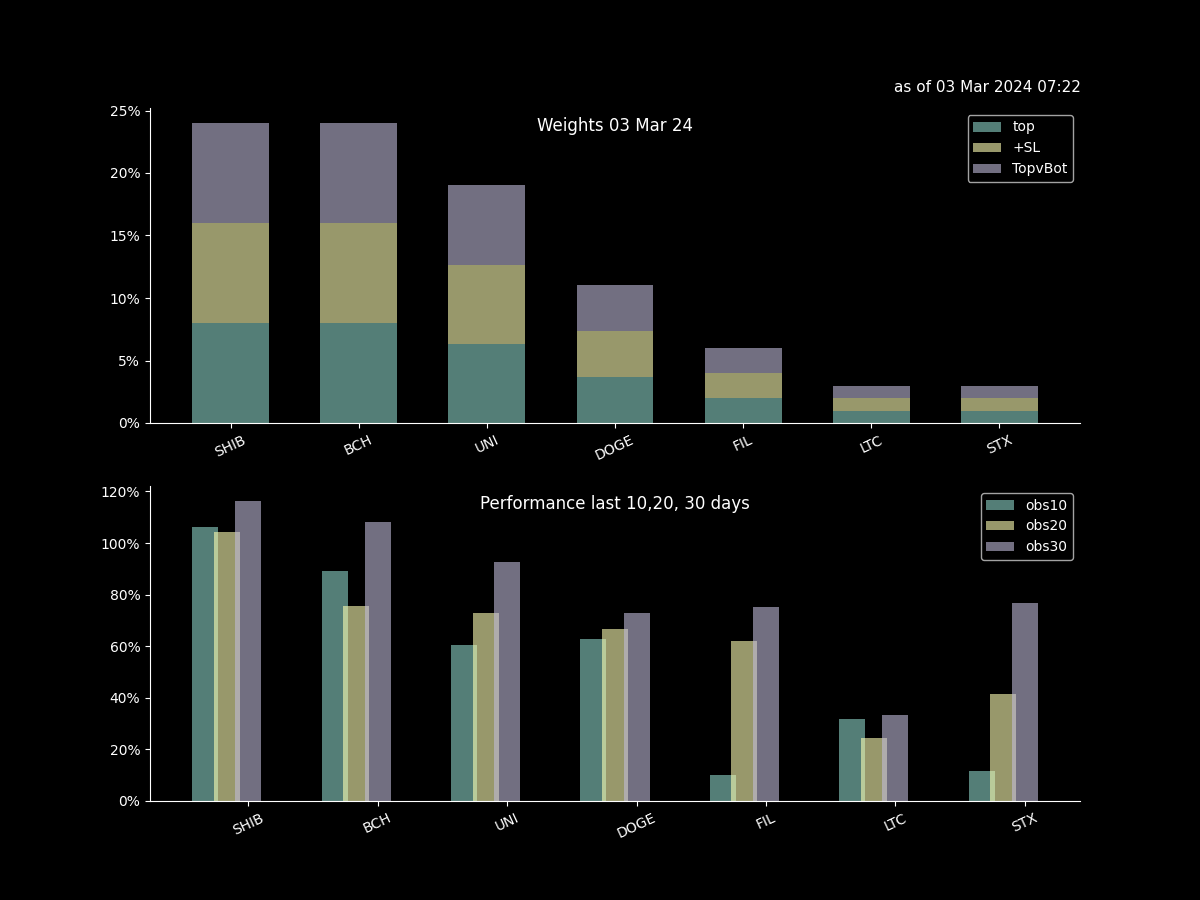 as of 03 Mar 2024 07:22
Weights 03 Mar 24
top
+SL
TopvBot
25%
20%
15%
10%
5%
0%
SHIB BCH UNI DOGE FIL LTC STX
Performance last 10,20, 30 days
obs10
obs20
obs30
120%
100%
80%
60%
40%
20%
0%
SHIB BCH UNI DOGE FIL LTC STX